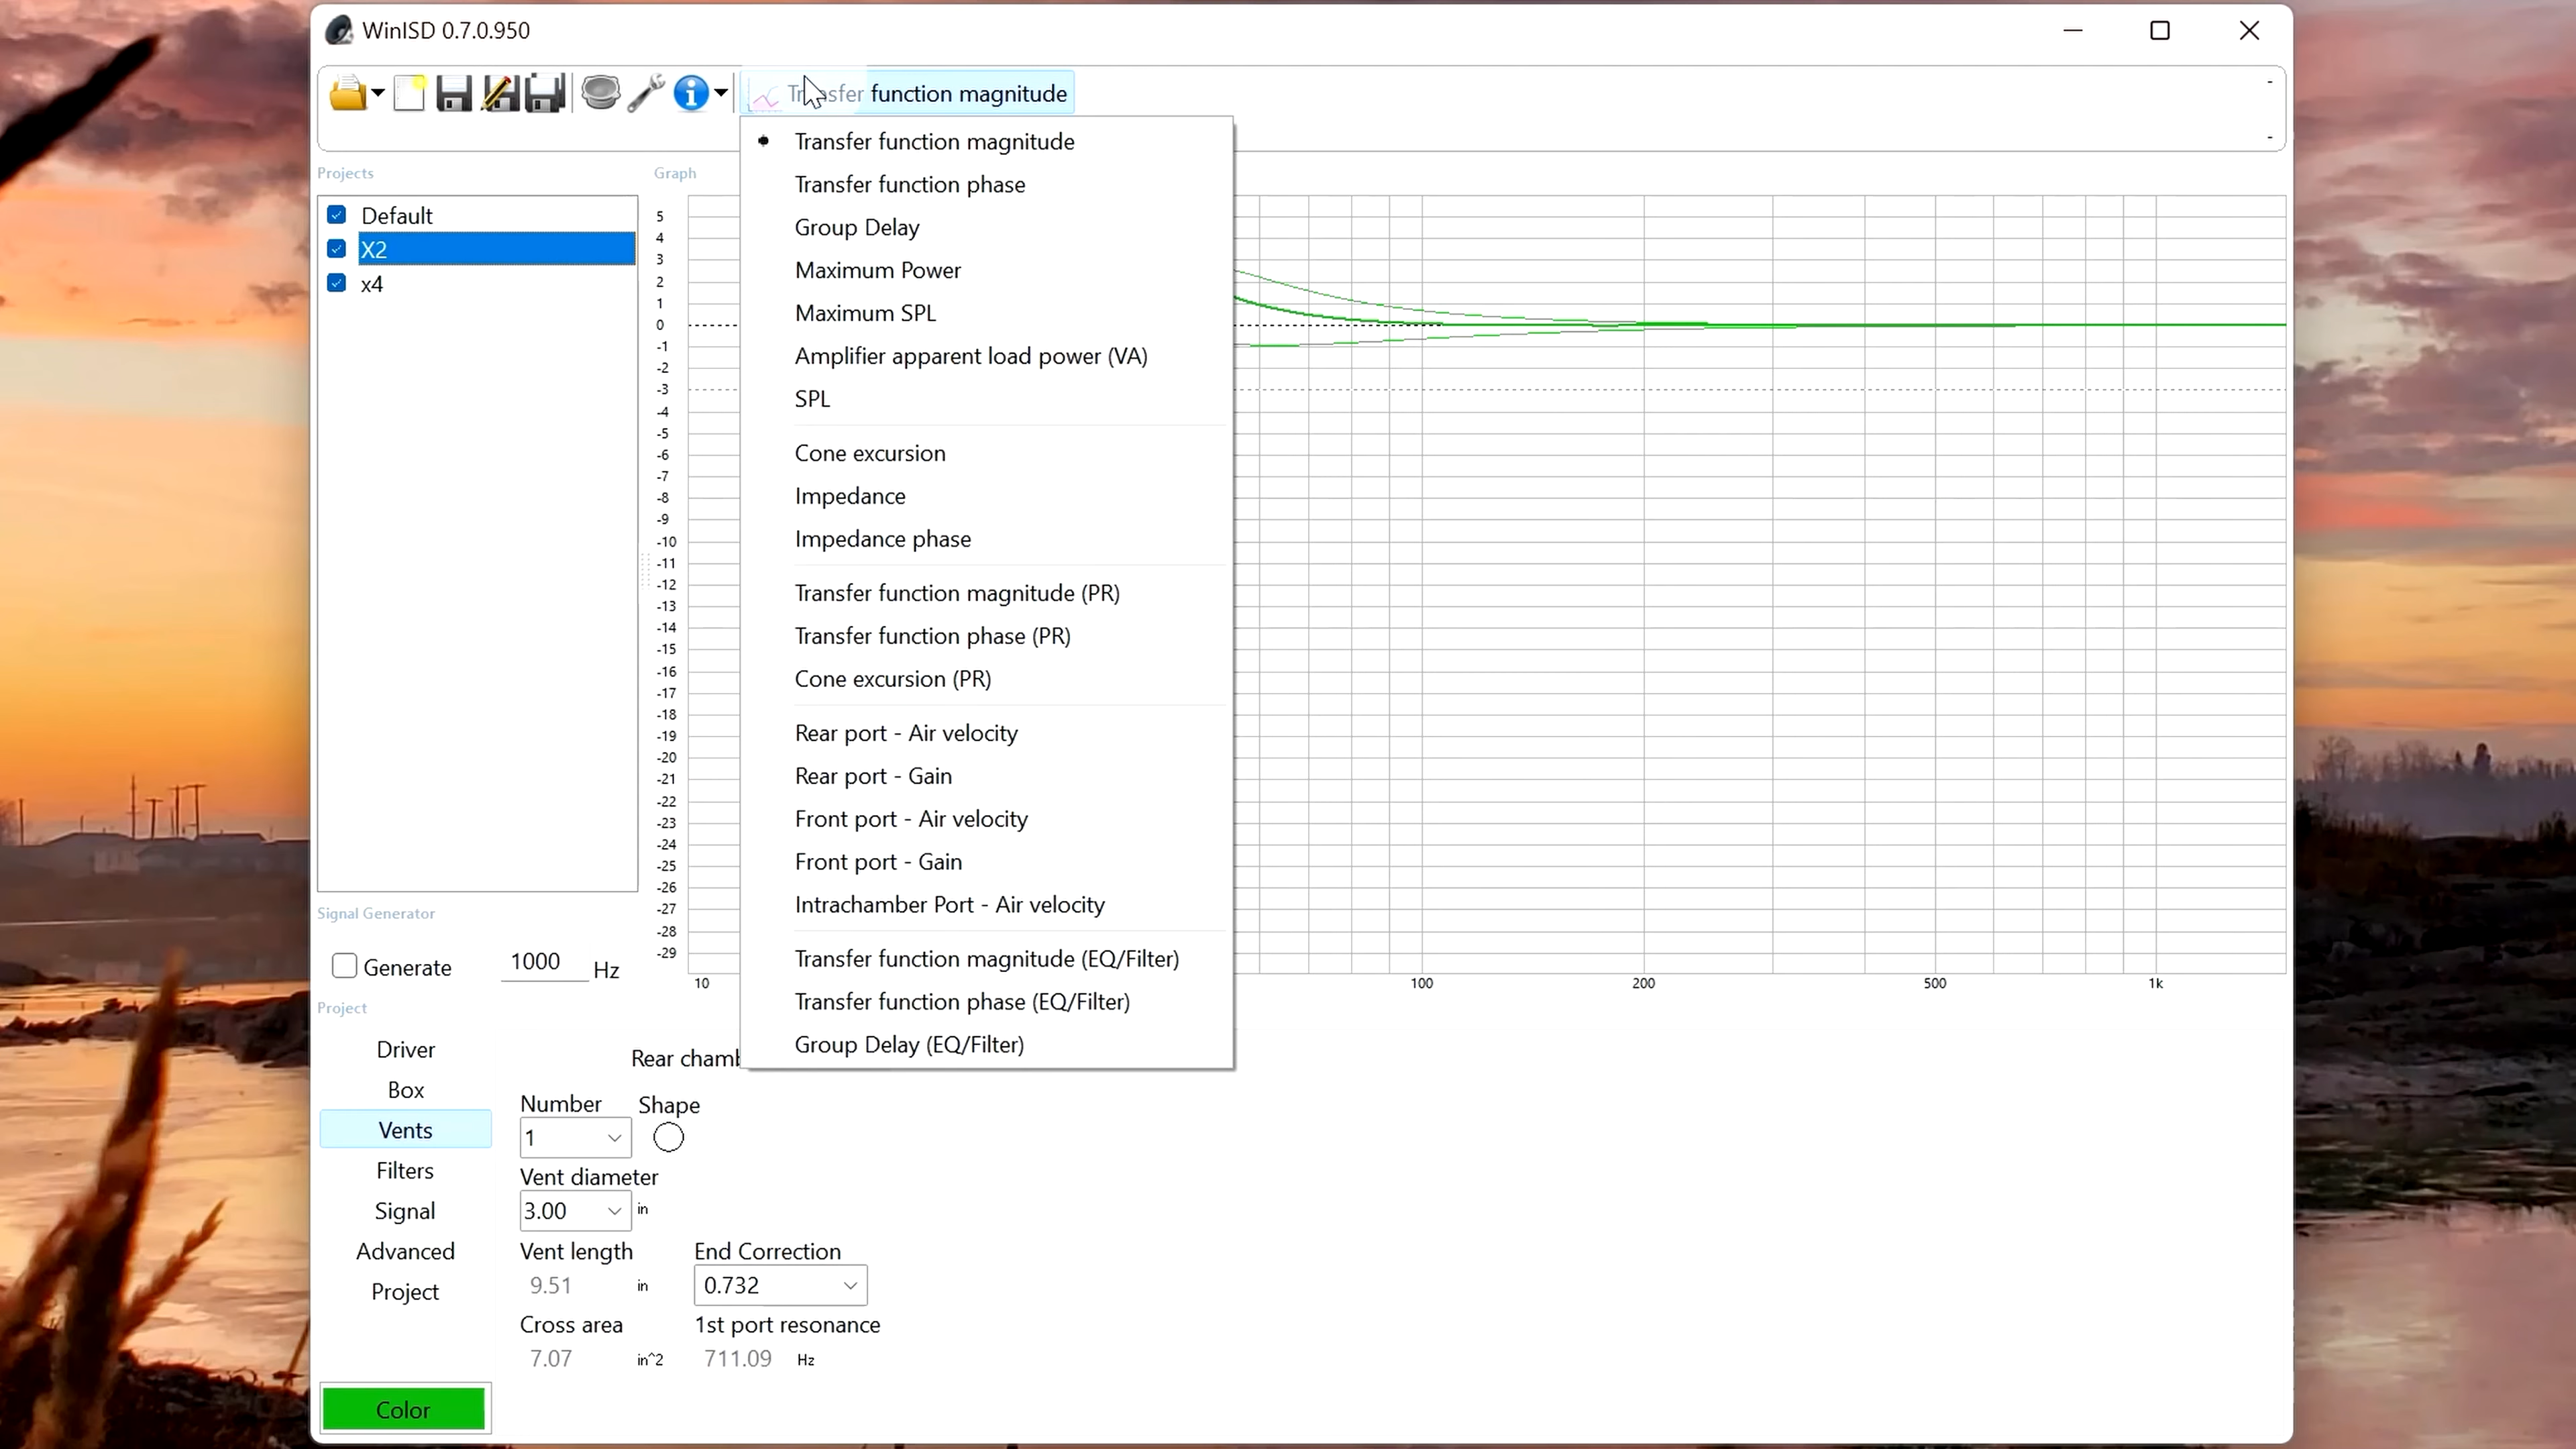 WinISD 0.7.0.950
Transfer function magnitude
Transfer function magnitude
Transfer function phase
Group Delay
Maximum Power
Maximum SPL
Amplifier apparent load power (VA)
SPL
Cone excursion
Impedance
Impedance phase
Transfer function magnitude (PR)
Transfer function phase (PR)
Cone excursion (PR)
Rear port - Air velocity
Rear port - Gain
Front port - Air velocity
Front port - Gain
Intrachamber Port - Air velocity
Transfer function magnitude (EQ/Filter)
Transfer function phase (EQ/Filter)
Group Delay (EQ/Filter)
Projects
Default
X2
x4
Graph
5
4
3
2
1
0
-1
-2
-3
-4
-5
-6
-7
-8
-9
-10
-11
-12
-13
-14
-15
-16
-17
-18
-19
-20
-21
-22
-23
-24
-25
-26
-27
-28
-29
10 100 200 500 1k
Signal Generator
Generate 1000 Hz
Project
Driver
Box
Vents
Filters
Signal
Advanced
Project
Color
Rear chamb
Number Shape
1
Vent diameter
3.00 in
Vent length End Correction
9.51 in 0.732
Cross area 1st port resonance
7.07 in^2 711.09 Hz